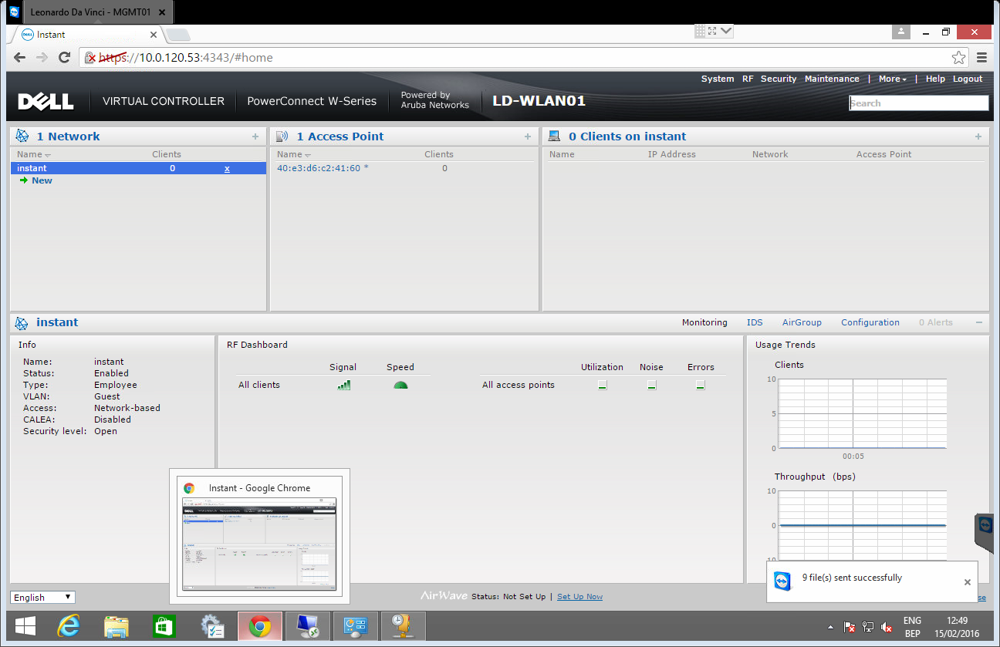 Leonardo Da Vinci - MGMT01 ×
Instant ×
https://10.0.120.53:4343/#home
System RF Security Maintenance | More | Help Logout
DELL VIRTUAL CONTROLLER PowerConnect W-Series
Powered by
Aruba Networks
LD-WLAN01
Search
1 Network +
Name Clients
instant 0 x
New
1 Access Point +
Name Clients
40:e3:d6:c2:41:60 * 0
0 Clients on instant +
Name IP Address Network Access Point
instant
Monitoring IDS AirGroup Configuration 0 Alerts –
Info
Name: instant
Status: Enabled
Type: Employee
VLAN: Guest
Access: Network-based
CALEA: Disabled
Security level: Open
RF Dashboard
Signal Speed
All clients
Utilization Noise Errors
All access points
Usage Trends
Clients
10
5
0
00:05
Throughput (bps)
10
0
10
Instant - Google Chrome
9 file(s) sent successfully ×
English
AirWave Status: Not Set Up | Set Up Now
se
ENG
BEP
12:49
15/02/2016